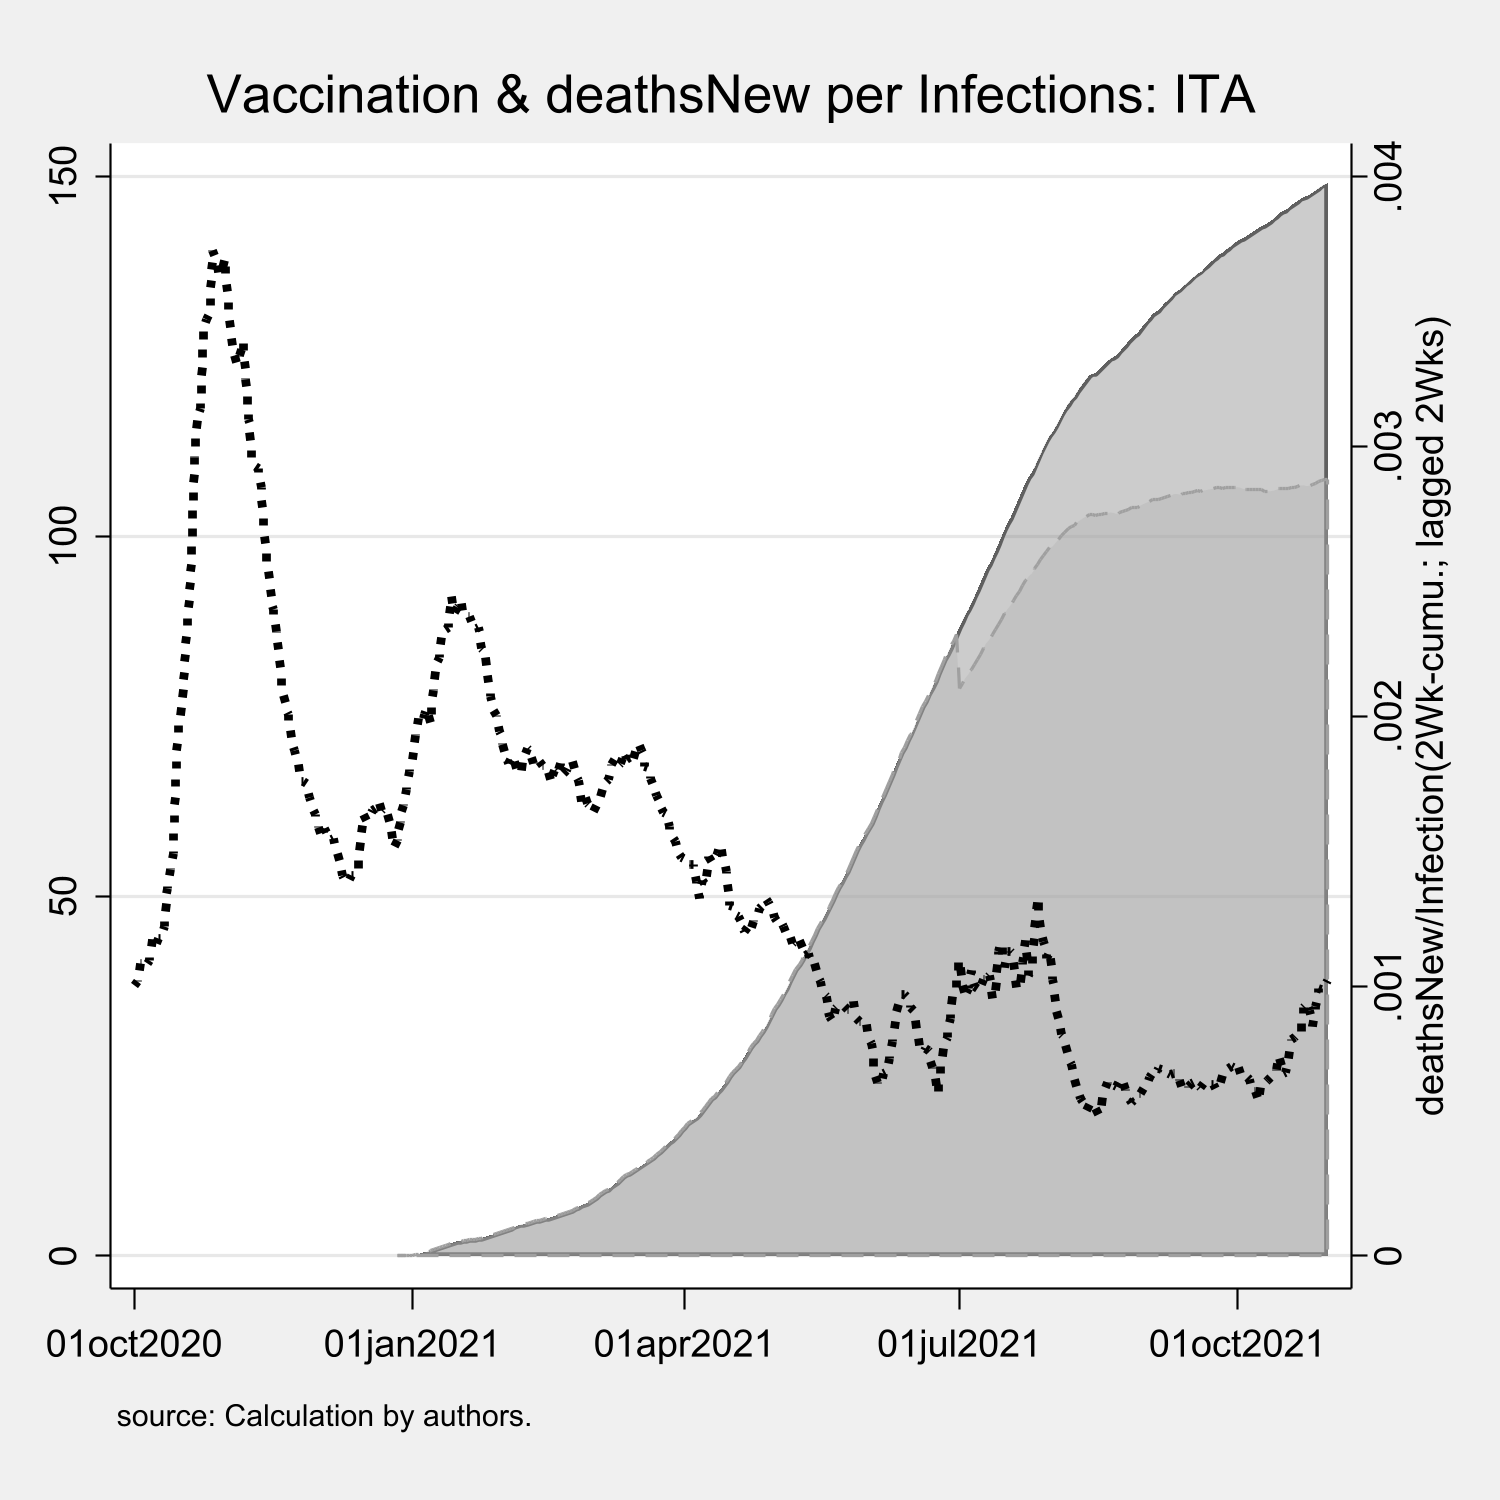 Vaccination & deathsNew per Infections: ITA
150
100
50
0
.004
.003
.002
.001
0
deathsNew/Infection(2Wk-cumu.; lagged 2Wks)
01oct2020 01jan2021 01apr2021 01jul2021 01oct2021
source: Calculation by authors.